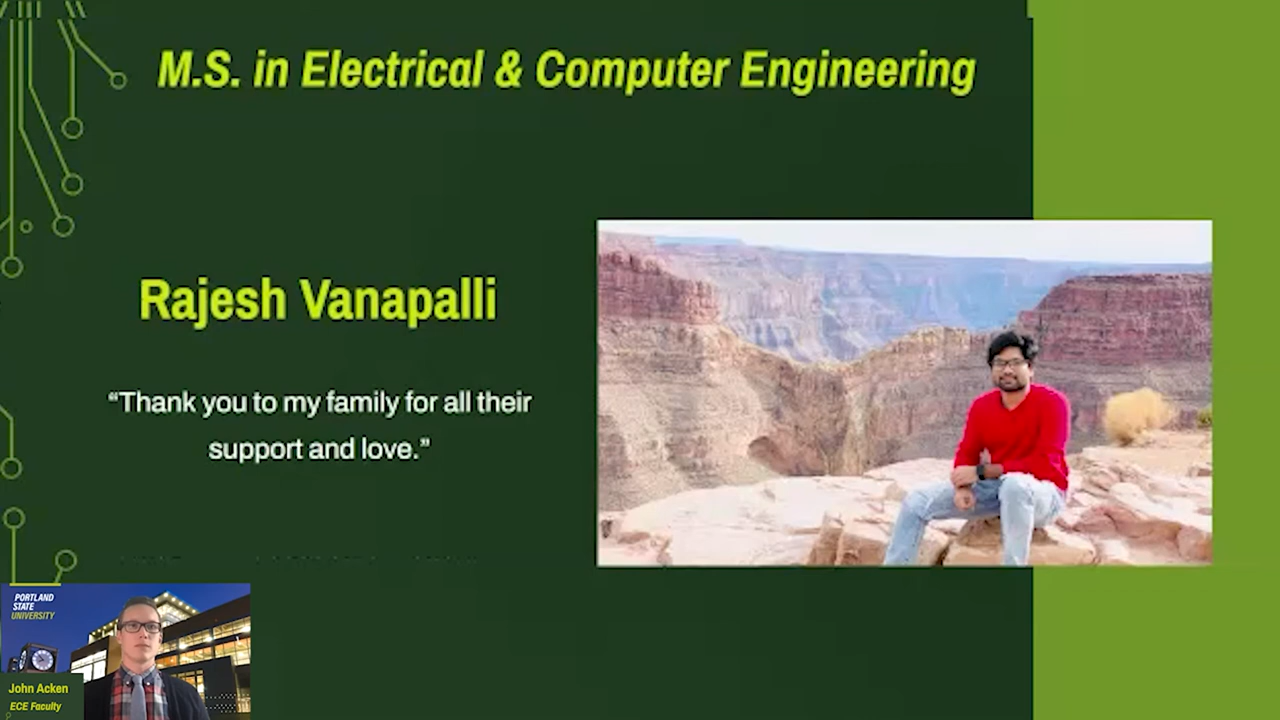 M.S. in Electrical & Computer Engineering
Rajesh Vanapalli
“Thank you to my family for all their
support and love.”
PORTLAND
STATE
UNIVERSITY
John Acken
ECE Faculty